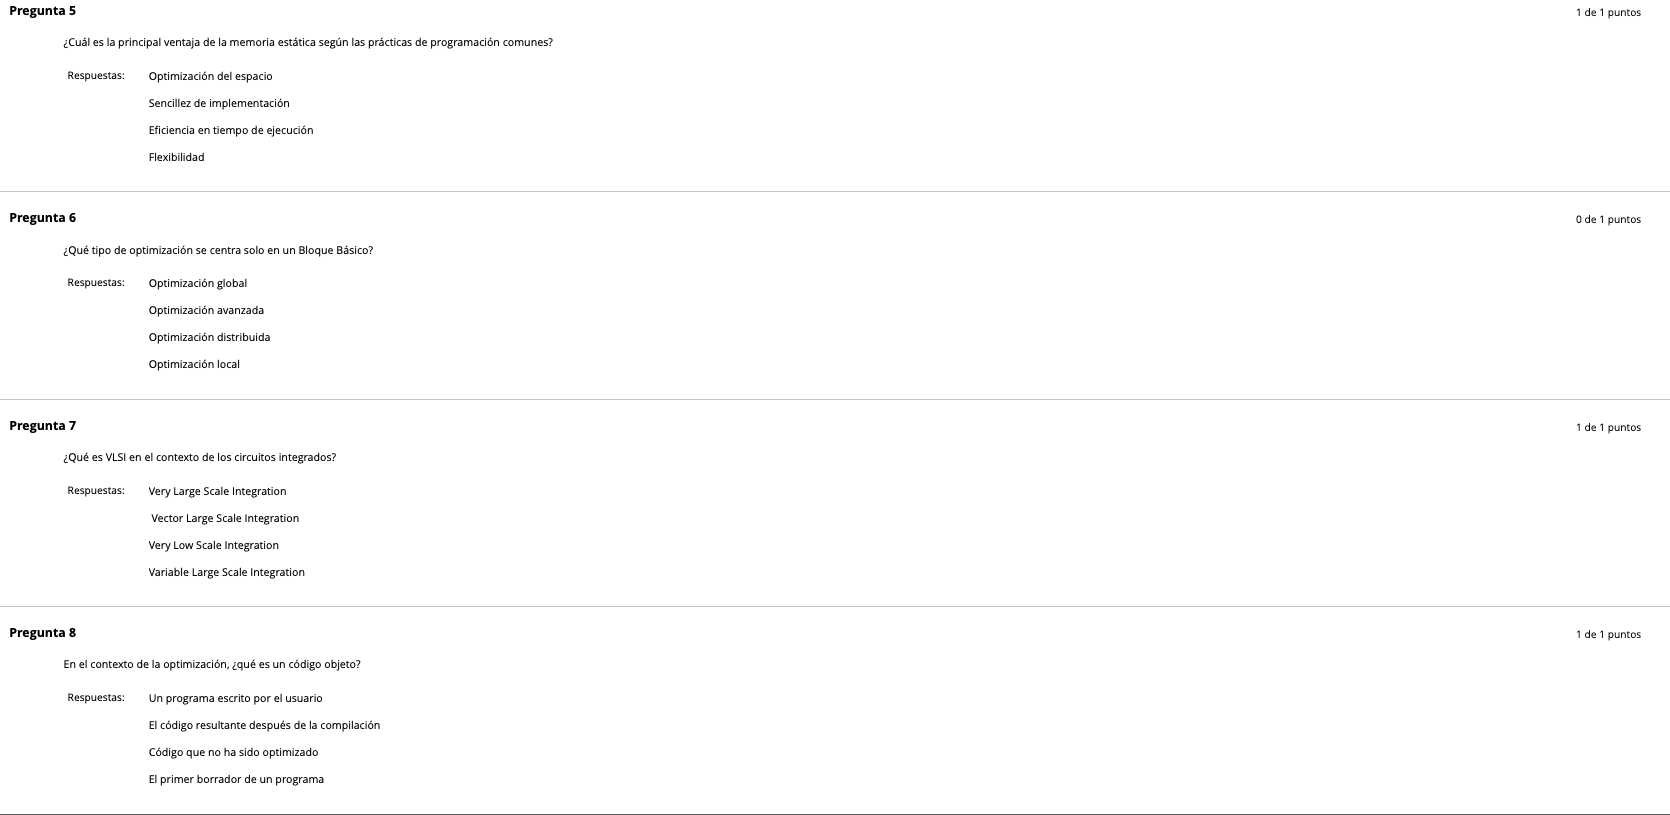 Pregunta 5
1 de 1 puntos
¿Cuál es la principal ventaja de la memoria estática según las prácticas de programación comunes?
Respuestas:
Optimización del espacio
Sencillez de implementación
Eficiencia en tiempo de ejecución
Flexibilidad
Pregunta 6
0 de 1 puntos
¿Qué tipo de optimización se centra solo en un Bloque Básico?
Respuestas:
Optimización global
Optimización avanzada
Optimización distribuida
Optimización local
Pregunta 7
1 de 1 puntos
¿Qué es VLSI en el contexto de los circuitos integrados?
Respuestas:
Very Large Scale Integration
Vector Large Scale Integration
Very Low Scale Integration
Variable Large Scale Integration
Pregunta 8
1 de 1 puntos
En el contexto de la optimización, ¿qué es un código objeto?
Respuestas:
Un programa escrito por el usuario
El código resultante después de la compilación
Código que no ha sido optimizado
El primer borrador de un programa